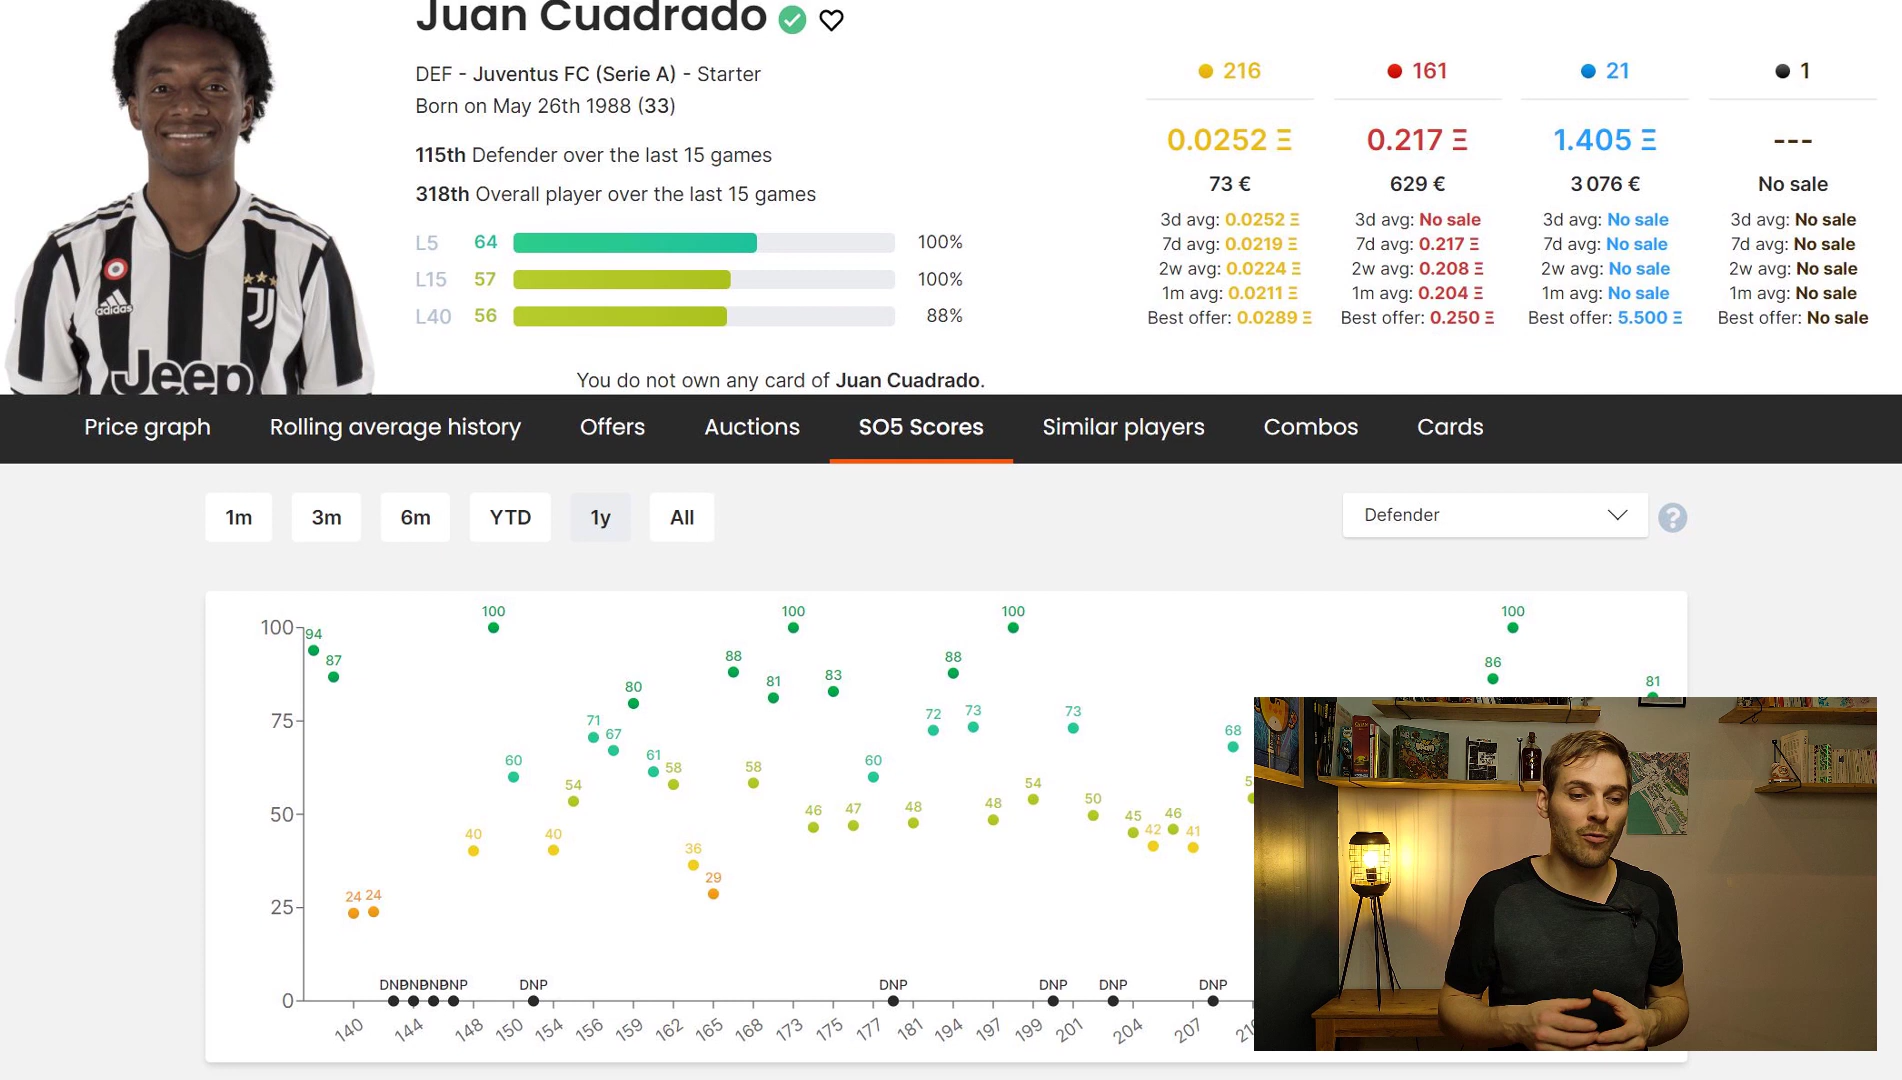 Juan Cuadrado
DEF - Juventus FC (Serie A) - Starter
Born on May 26th 1988 (33)
115th Defender over the last 15 games
318th Overall player over the last 15 games
L5 64 100%
L15 57 100%
L40 56 88%
You do not own any card of Juan Cuadrado.
adidas
Jeep
216 161 21 1
0.0252 Ξ 0.217 Ξ 1.405 Ξ ---
73 € 629 € 3 076 € No sale
3d avg: 0.0252 Ξ 3d avg: No sale 3d avg: No sale 3d avg: No sale
7d avg: 0.0219 Ξ 7d avg: 0.217 Ξ 7d avg: No sale 7d avg: No sale
2w avg: 0.0224 Ξ 2w avg: 0.208 Ξ 2w avg: No sale 2w avg: No sale
1m avg: 0.0211 Ξ 1m avg: 0.204 Ξ 1m avg: No sale 1m avg: No sale
Best offer: 0.0289 Ξ Best offer: 0.250 Ξ Best offer: 5.500 Ξ Best offer: No sale
Price graph Rolling average history Offers Auctions SO5 Scores Similar players Combos Cards
1m 3m 6m YTD 1y All
Defender ?
100 75 50 25 0
94 87 24 24 DNP DNP DNP DNP 40 100 60 DNP 40 54 71 67 80 61 58 36 29 88 58 81 100 46 83 47 60 DNP 48 72 88 73 48 100 54 DNP 73 50 DNP 45 42 46 41 DNP 68 86 100 81
140 144 148 150 154 156 159 162 165 168 173 175 177 181 194 197 199 201 204 207